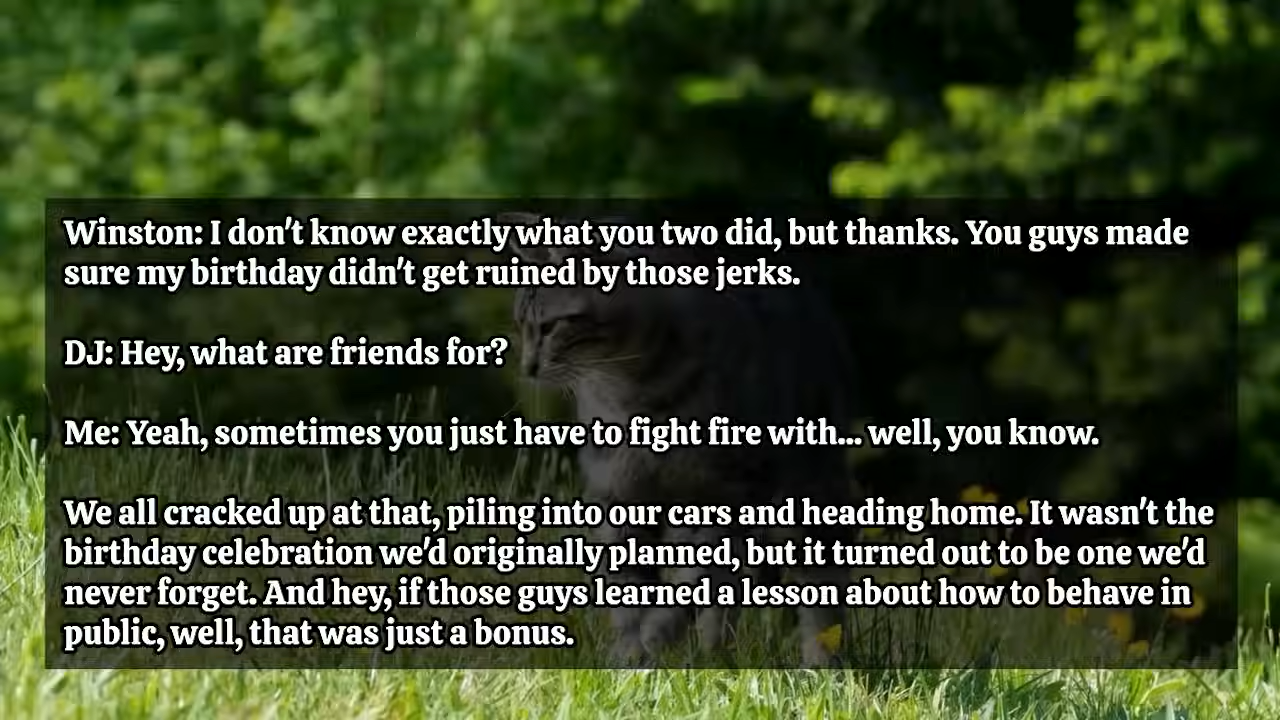 Winston: I don't know exactly what you two did, but thanks. You guys made
sure my birthday didn't get ruined by those jerks.
DJ: Hey, what are friends for?
Me: Yeah, sometimes you just have to fight fire with... well, you know.
We all cracked up at that, piling into our cars and heading home. It wasn't the
birthday celebration we'd originally planned, but it turned out to be one we'd
never forget. And hey, if those guys learned a lesson about how to behave in
public, well, that was just a bonus.